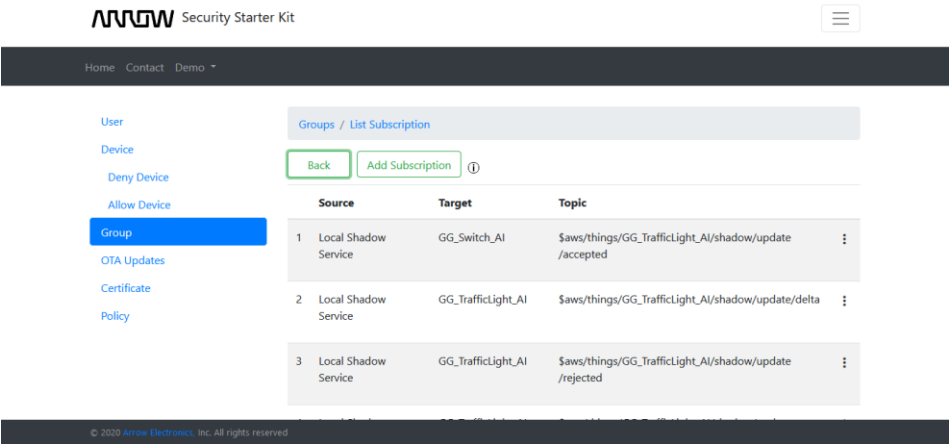 ARROW Security Starter Kit
Home Contact Demo
User
Device
Deny Device
Allow Device
Group
OTA Updates
Certificate
Policy
Groups / List Subscription
Back Add Subscription
Source Target Topic
1 Local Shadow Service GG_Switch_AI $aws/things/GG_TrafficLight_AI/shadow/update/accepted
2 Local Shadow Service GG_TrafficLight_AI $aws/things/GG_TrafficLight_AI/shadow/update/delta
3 Local Shadow Service GG_TrafficLight_AI $aws/things/GG_TrafficLight_AI/shadow/update/rejected
© 2020 Arrow Electronics, Inc. All rights reserved